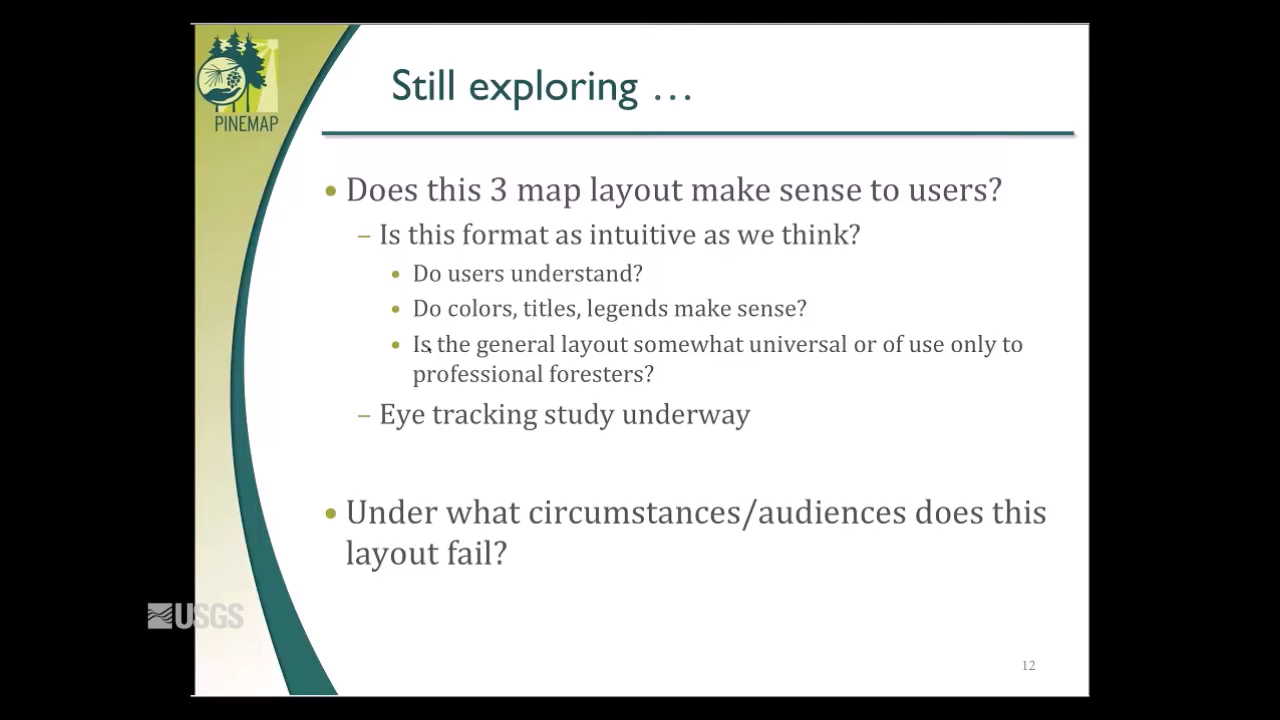 PINEMAP
Still exploring …
• Does this 3 map layout make sense to users?
– Is this format as intuitive as we think?
• Do users understand?
• Do colors, titles, legends make sense?
• Is the general layout somewhat universal or of use only to
professional foresters?
– Eye tracking study underway
• Under what circumstances/audiences does this
layout fail?
USGS
12